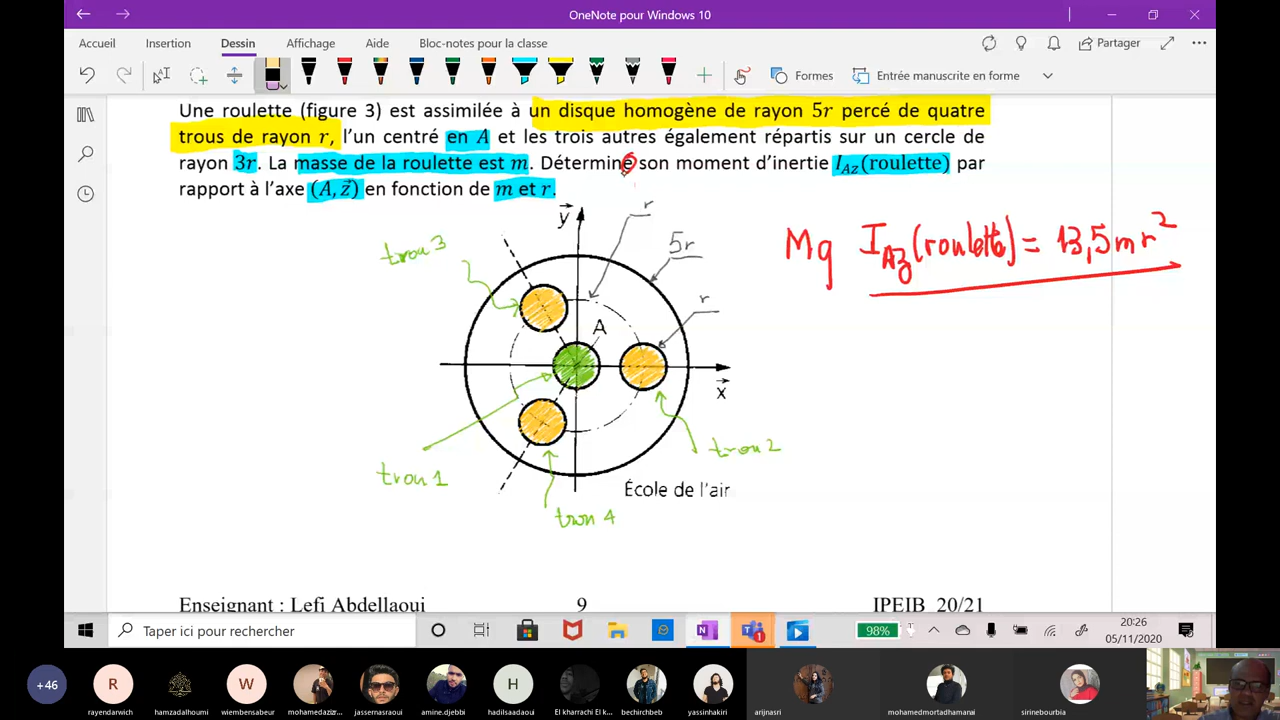 OneNote pour Windows 10
Accueil Insertion Dessin Affichage Aide Bloc-notes pour la classe Partager
Formes Entrée manuscrite en forme
Une roulette (figure 3) est assimilée à un disque homogène de rayon 5r percé de quatre
trous de rayon r, l'un centré en A et les trois autres également répartis sur un cercle de
rayon 3r. La masse de la roulette est m. Détermine son moment d'inertie I_Az(roulette) par
rapport à l'axe (A, z⃗) en fonction de m et r.
y⃗
r
5r
trou 3
Mq I_Az(roulette) = 13,5 m r²
r
A
x⃗
trou 2
trou 1
École de l'air
trou 4
Enseignant : Lefi Abdellaoui 9 IPEIB 20/21
Taper ici pour rechercher
98%
20:26
05/11/2020
+46 R W H
rayendarwich hamzadalhoumi wiembensabeur mohamedaziz... jassernasraoui amine.djebbi hadilsaadaoui El kharrachi El k... bechirchbeb yassinhakiri arijnasri mohamedmortadhamanai sirinebourbia